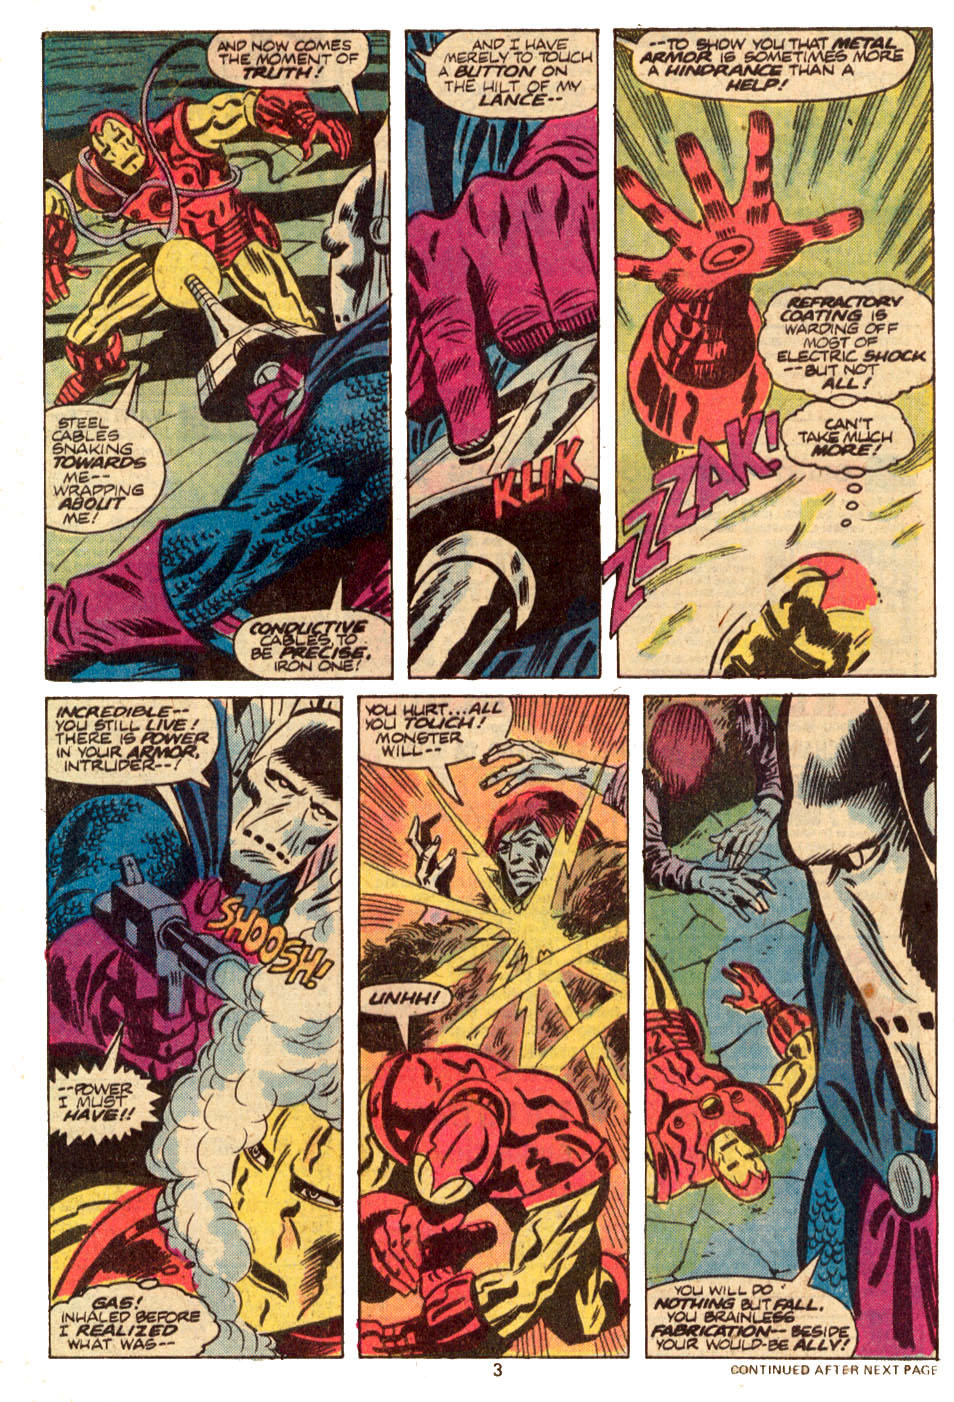 AND NOW COMES
THE MOMENT OF
TRUTH!
STEEL
CABLES
SNAKING
TOWARDS
ME--
WRAPPING
ABOUT
ME!
CONDUCTIVE
CABLES, TO
BE PRECISE,
IRON ONE!
AND I HAVE
MERELY TO TOUCH
A BUTTON ON
THE HILT OF MY
LANCE--
KLIK
--TO SHOW YOU THAT METAL
ARMOR IS SOMETIMES MORE
A HINDRANCE THAN A
HELP!
REFRACTORY
COATING IS
WARDING OFF
MOST OF
ELECTRIC SHOCK
--BUT NOT
ALL!
CAN'T
TAKE MUCH
MORE!
ZZZZAK!
INCREDIBLE--
YOU STILL LIVE!
THERE IS POWER
IN YOUR ARMOR,
INTRUDER--!
SHOOSH!
--POWER
I MUST
HAVE!!
GAS!
INHALED BEFORE
I REALIZED
WHAT WAS--
YOU HURT...ALL
YOU TOUCH!
MONSTER
WILL--
UNHH!
YOU WILL DO
NOTHING BUT FALL,
YOU BRAINLESS
FABRICATION-- BESIDE
YOUR WOULD-BE ALLY!
3
CONTINUED AFTER NEXT PAGE